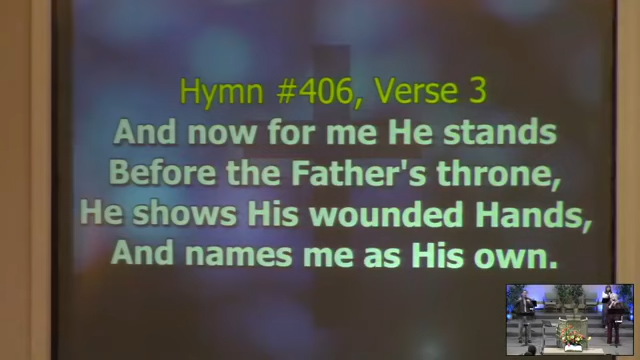 Hymn #406, Verse 3
And now for me He stands
Before the Father's throne,
He shows His wounded Hands,
And names me as His own.